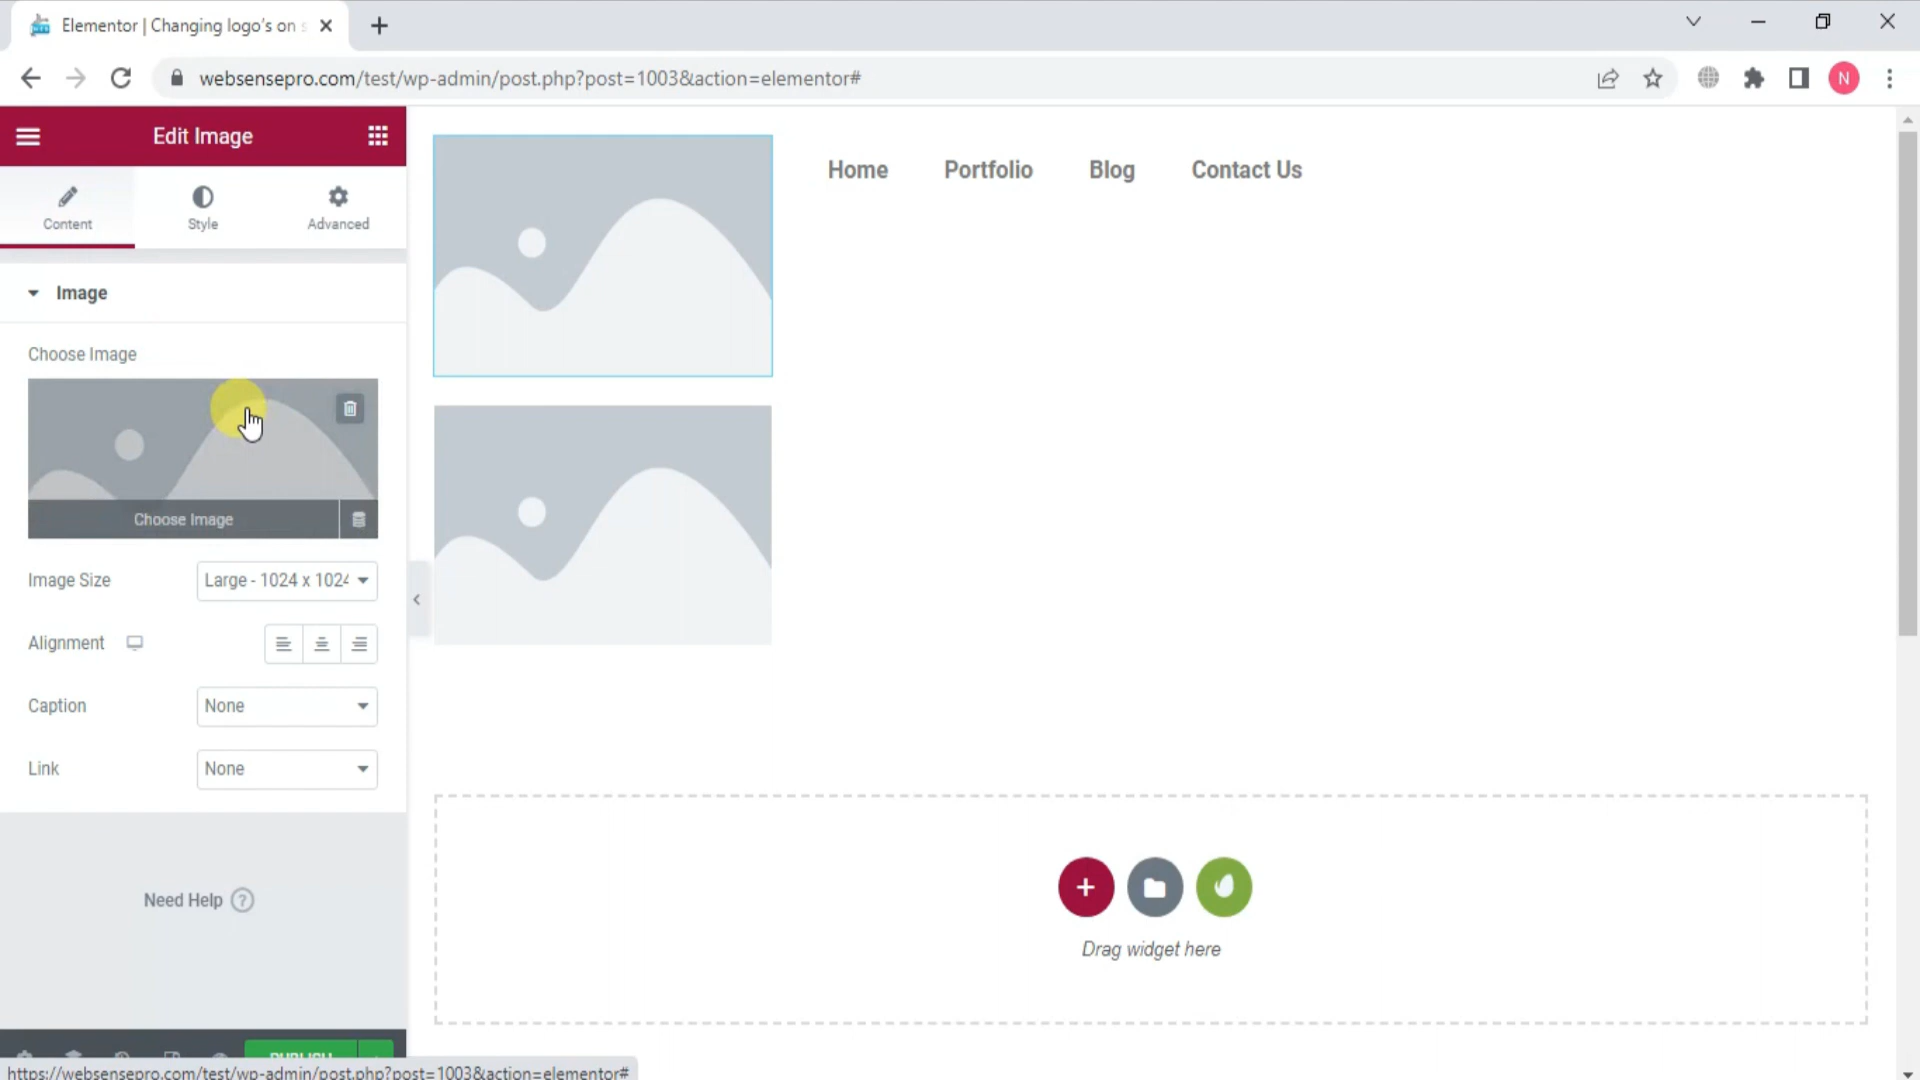 Elementor | Changing logo's on s
websensepro.com/test/wp-admin/post.php?post=1003&action=elementor#
N
Edit Image
Content
Style
Advanced
Image
Choose Image
Choose Image
Image Size
Large - 1024 x 1024
Alignment
Caption
None
Link
None
Need Help ?
PUBLISH
https://websensepro.com/test/wp-admin/post.php?post=1003&action=elementor#
Home
Portfolio
Blog
Contact Us
Drag widget here